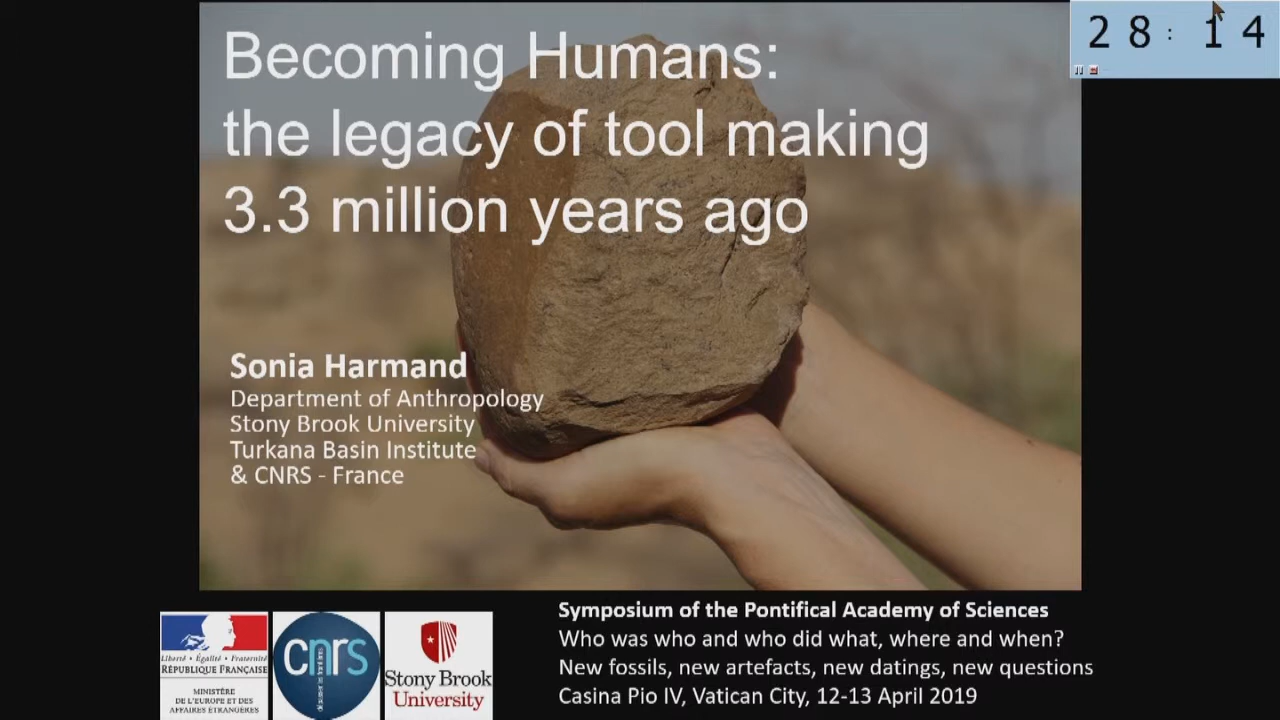 Becoming Humans:
the legacy of tool making
3.3 million years ago
28: 14
Sonia Harmand
Department of Anthropology
Stony Brook University
Turkana Basin Institute
& CNRS - France
Liberté • Égalité • Fraternité
RÉPUBLIQUE FRANÇAISE
MINISTÈRE
DE L'EUROPE ET DES
AFFAIRES ÉTRANGÈRES
cnrs
Stony Brook
University
Symposium of the Pontifical Academy of Sciences
Who was who and who did what, where and when?
New fossils, new artefacts, new datings, new questions
Casina Pio IV, Vatican City, 12-13 April 2019